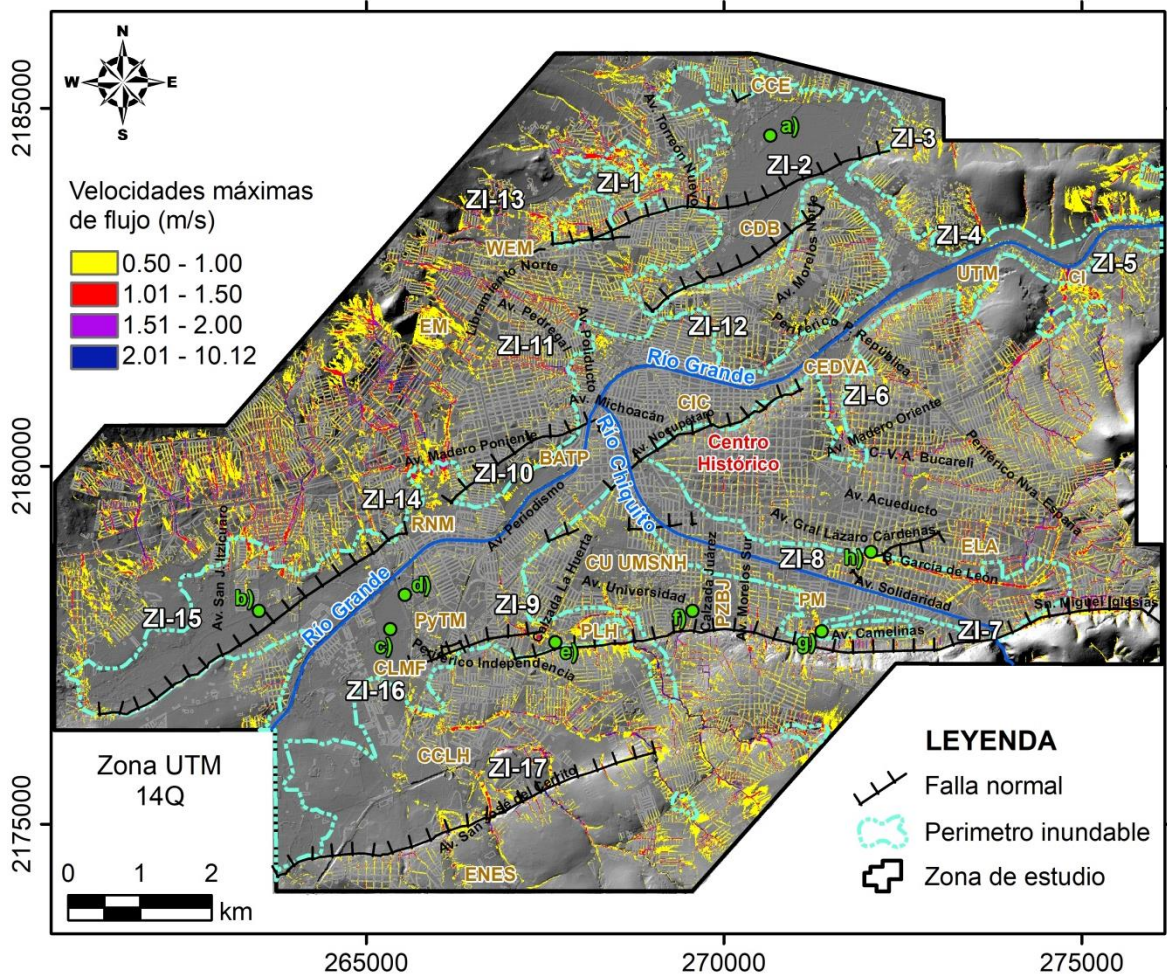 N
W
E
S
2185000
2180000
2175000
Velocidades máximas
de flujo (m/s)
0.50 - 1.00
1.01 - 1.50
1.51 - 2.00
2.01 - 10.12
CCE
Av. Torreón Nuevo
a)
ZI-3
ZI-2
ZI-1
ZI-13
WEM
CDB
Av. Morelos Norte
ZI-4
ZI-5
UTM
CI
Libramiento Norte
EM
Av. Pedregal
ZI-11
Av. Poliducto
ZI-12
Periférico P. República
Río Grande
CEDVA
ZI-6
Av. Michoacán
CIC
Av. Nocupétaro
Centro
Histórico
Av. Madero Oriente
C. V. A. Bucareli
Periférico Nva. España
Av. Madero Poniente
ZI-10
BATP
Río Chiquito
ZI-14
RNM
Av. Periodismo
Av. Acueducto
Av. Gral Lázaro Cárdenas
ELA
h)
G. García de León
ZI-8
Av. San J. Itzícuaro
CU UMSNH
Calzada La Huerta
Av. Universidad
Calzada Juárez
Av. Morelos Sur
PZBJ
Av. Solidaridad
Sn. Miguel Iglesias
ZI-15
b)
Río Grande
d)
PyTM
ZI-9
PLH
f)
PM
ZI-7
c)
CLMF
Periférico Independencia
e)
g)
Av. Camelinas
ZI-16
CCLH
ZI-17
Av. San José del Cerrito
ENES
Zona UTM
14Q
0 1 2
km
LEYENDA
Falla normal
Perimetro inundable
Zona de estudio
265000
270000
275000